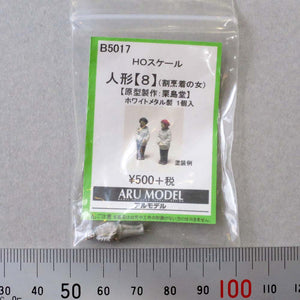 B5017
HOスケール
人形【8】(割烹着の女)
【原型製作:栗島堂】
ホワイトメタル製 1個入
塗装例
¥500+税
ARU MODEL
アルモデル
30 40 50 60 70 80 90 100 110